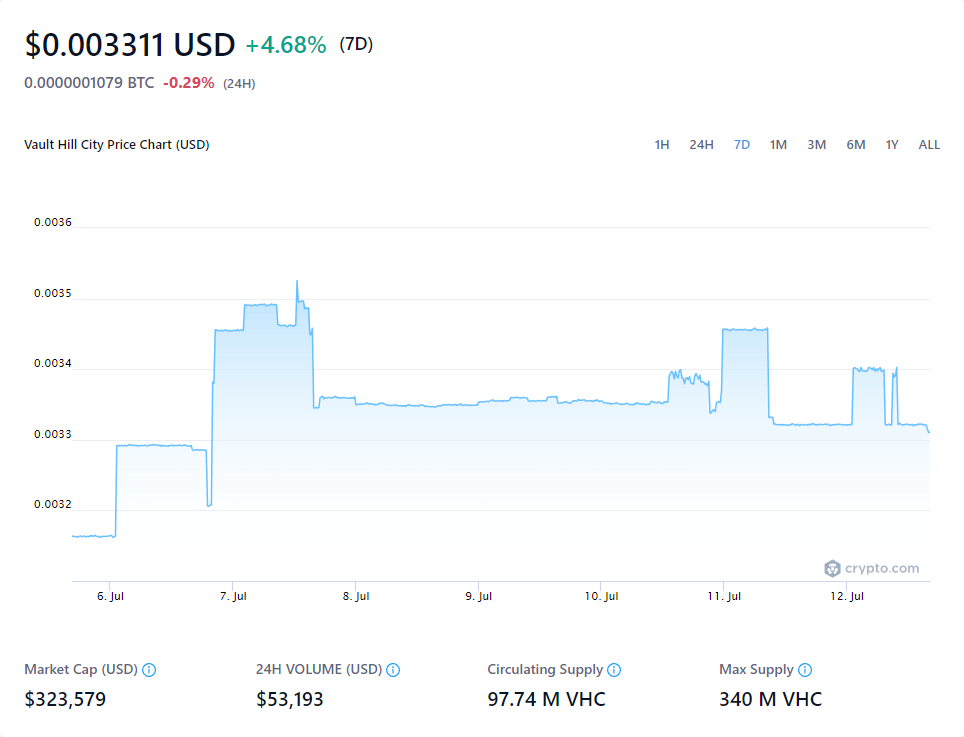 $0.003311 USD +4.68% (7D)
0.0000001079 BTC -0.29% (24H)
Vault Hill City Price Chart (USD) 1H 24H 7D 1M 3M 6M 1Y ALL
0.0036
0.0035
0.0034
0.0033
0.0032
crypto.com
6. Jul 7. Jul 8. Jul 9. Jul 10. Jul 11. Jul 12. Jul
Market Cap (USD) 24H VOLUME (USD) Circulating Supply Max Supply
$323,579 $53,193 97.74 M VHC 340 M VHC